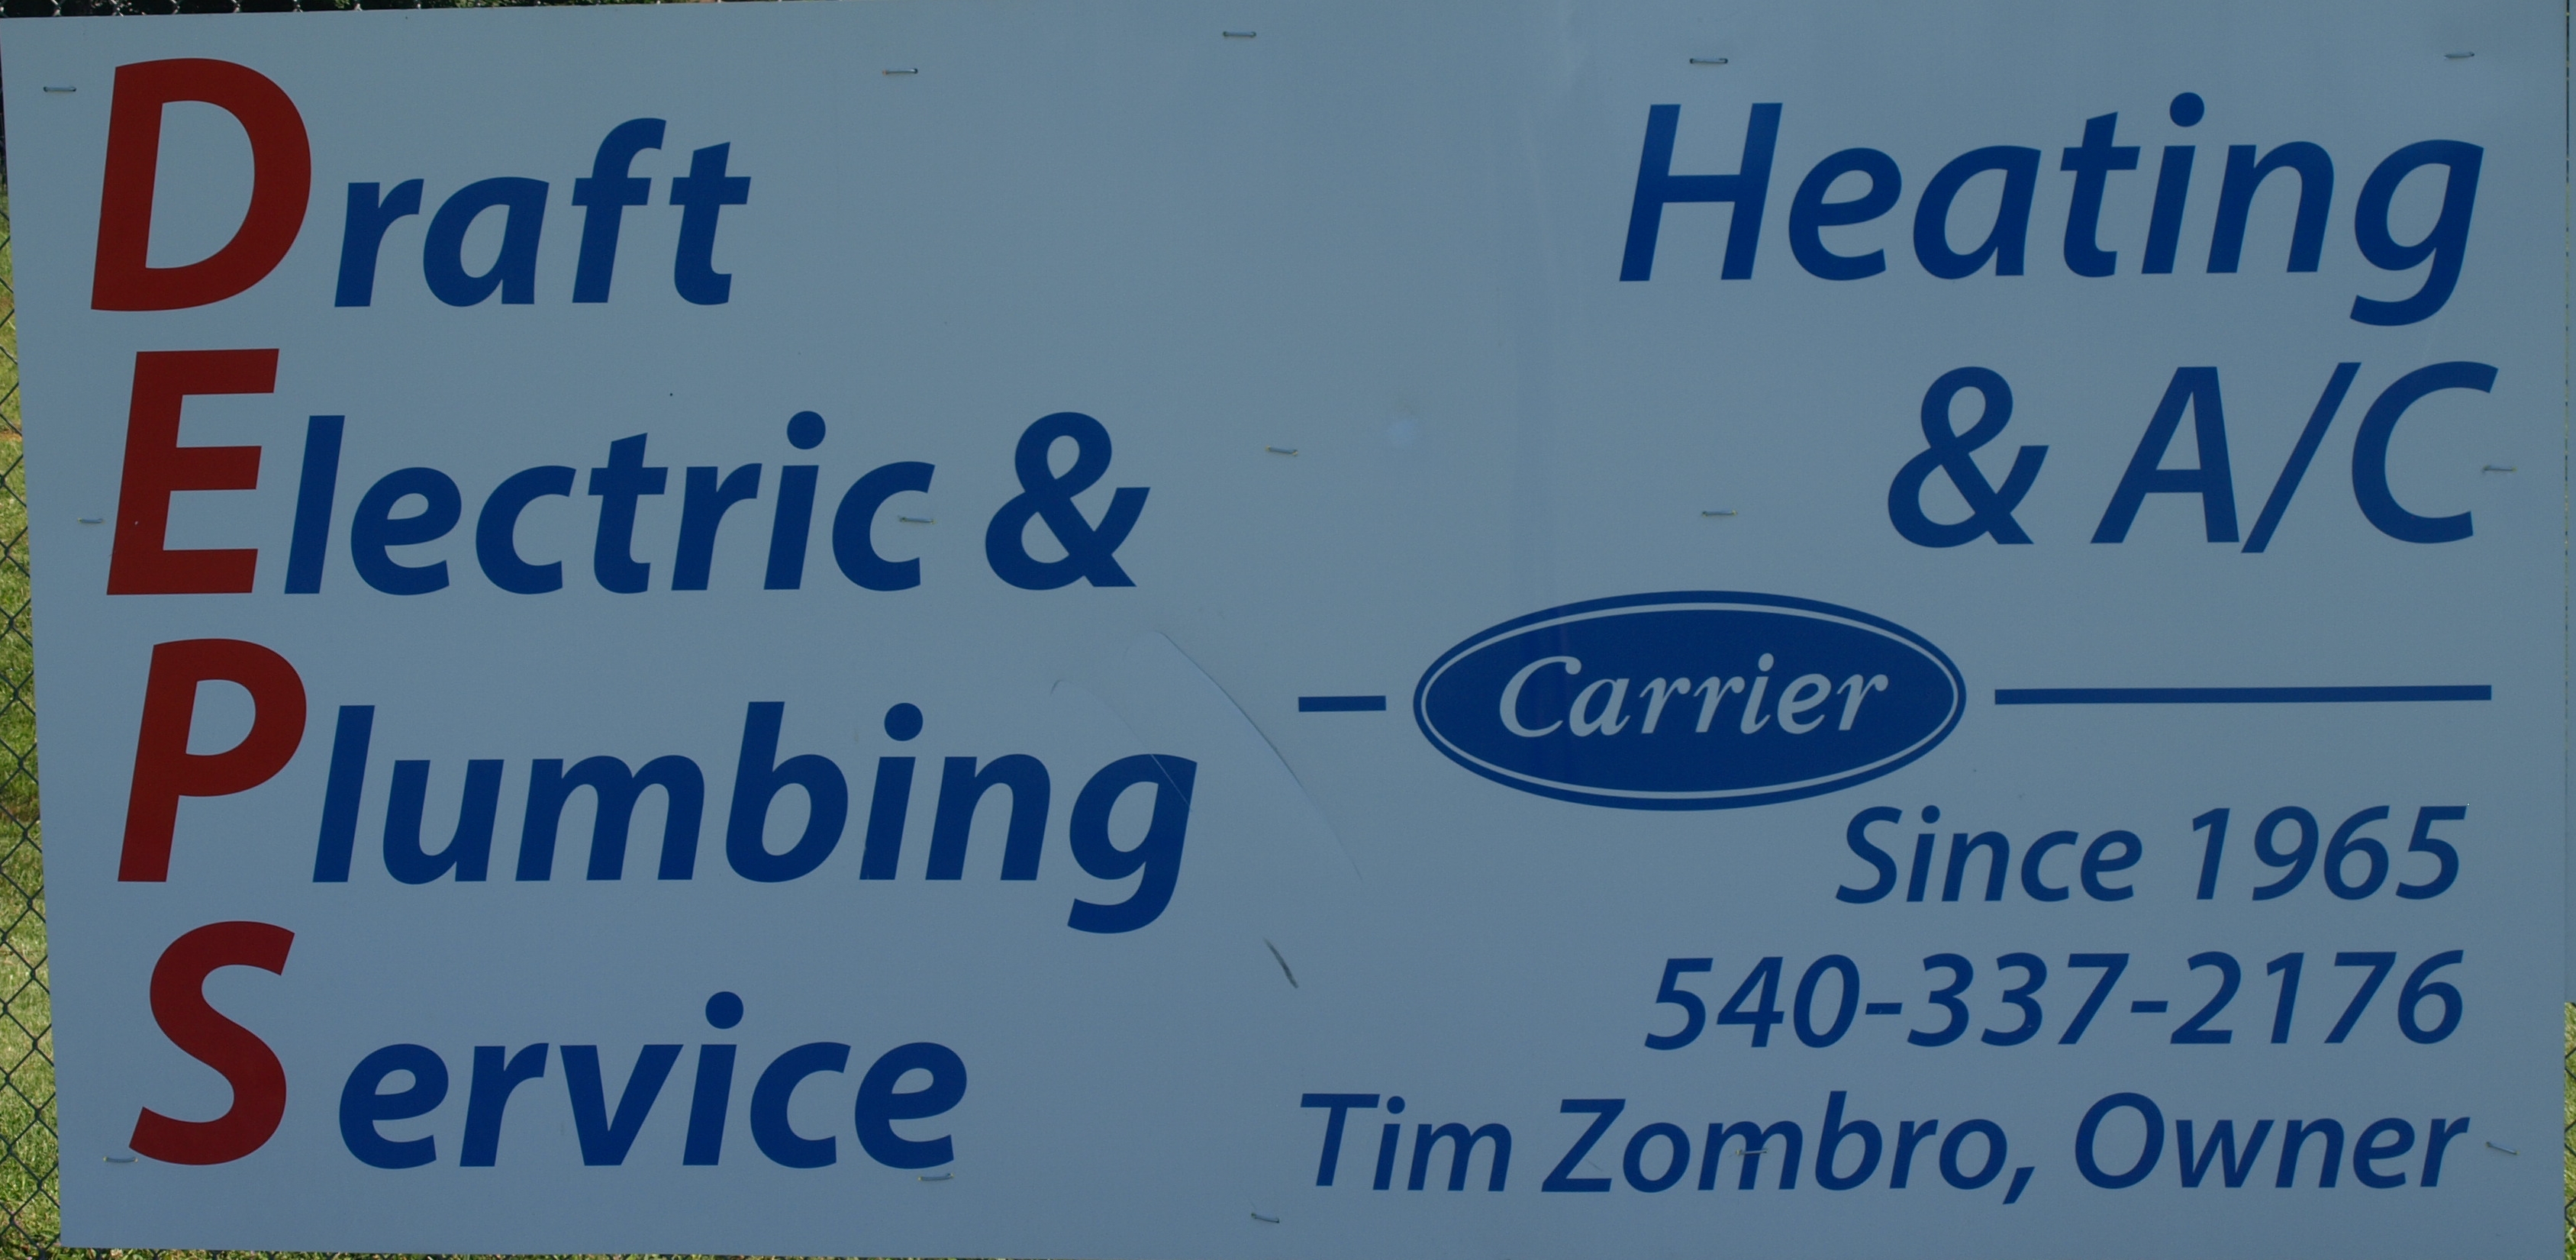 Draft
Electric &
Plumbing
Service
Heating
& A/C
Carrier
Since 1965
540-337-2176
Tim Zombro, Owner